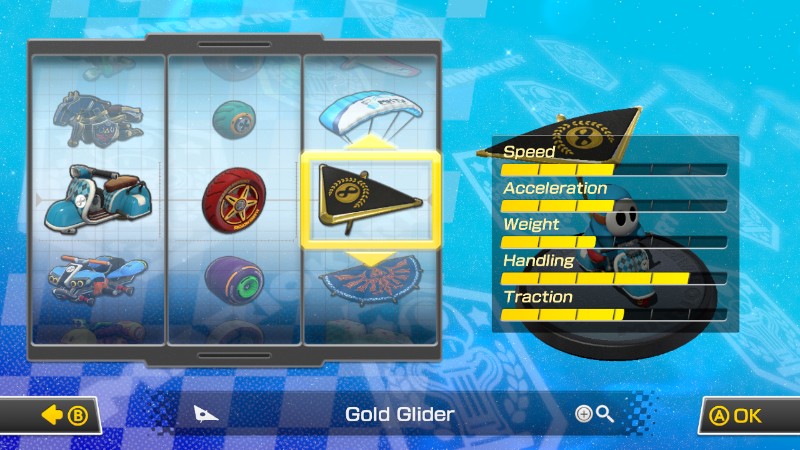 Speed
Acceleration
Weight
Handling
Traction
B
Gold Glider
A OK